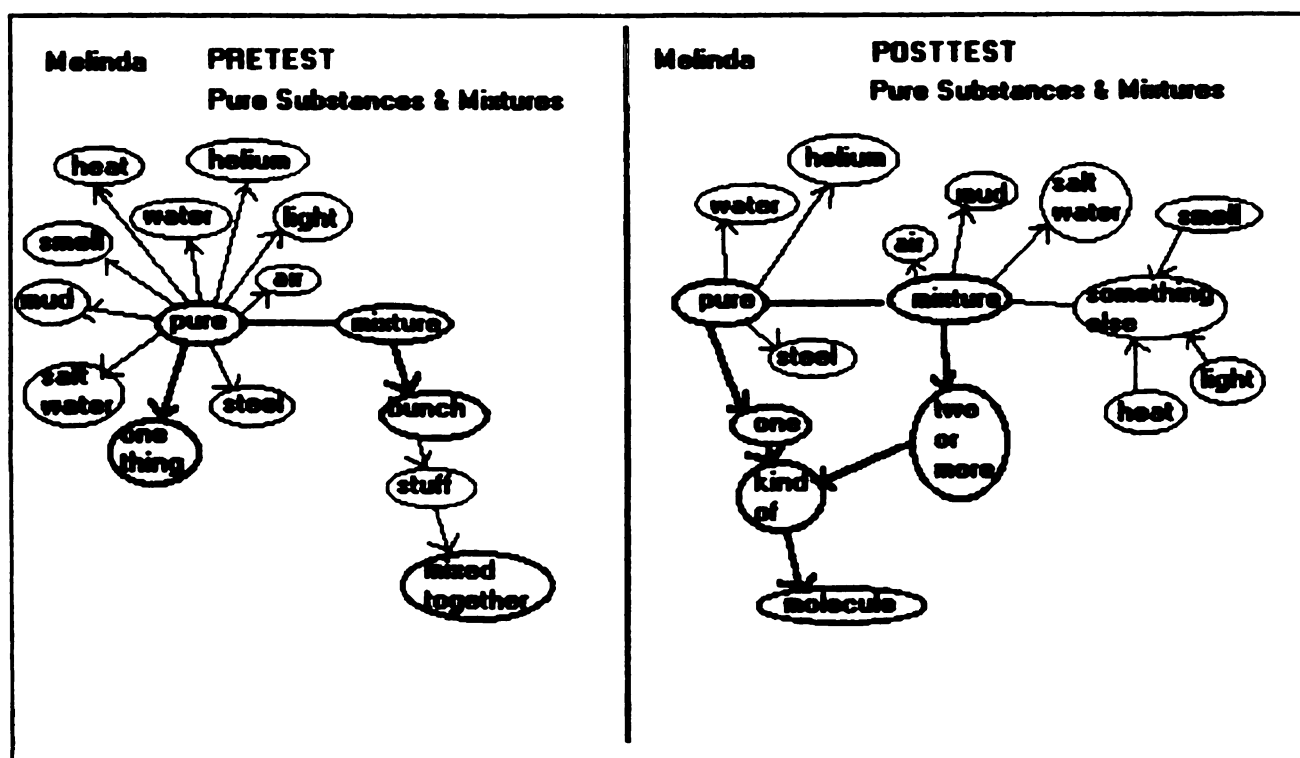 Melinda PRETEST
Pure Substances & Mixtures
heat
helium
water
light
smell
air
mud
pure
mixture
salt
water
steel
bunch
one
thing
stuff
mixed
together
Melinda POSTTEST
Pure Substances & Mixtures
helium
water
mud
salt
water
smell
air
pure
mixture
something
else
steel
light
heat
one
two
or
more
kind
of
molecule